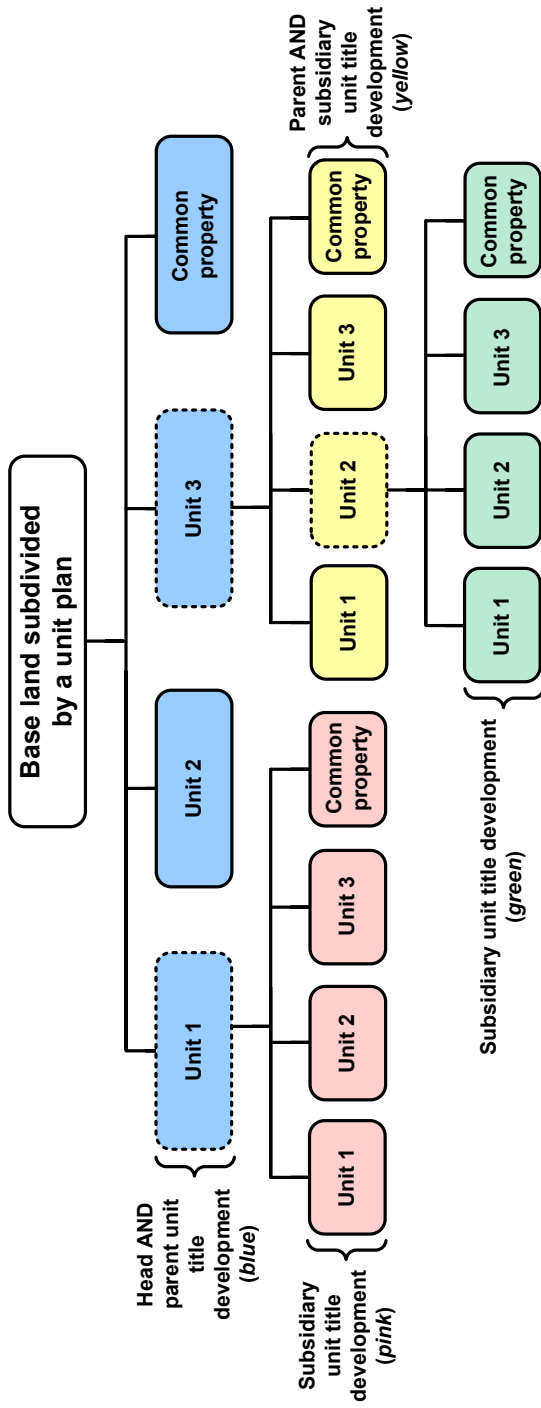 Base land subdivided
by a unit plan
Head AND
parent unit
title
development
(blue)
Unit 1
Unit 2
Unit 3
Common
property
Subsidiary
unit title
development
(pink)
Unit 1
Unit 2
Unit 3
Common
property
Unit 1
Unit 2
Unit 3
Common
property
Parent AND
subsidiary
unit title
development
(yellow)
Subsidiary unit title development
(green)
Unit 1
Unit 2
Unit 3
Common
property